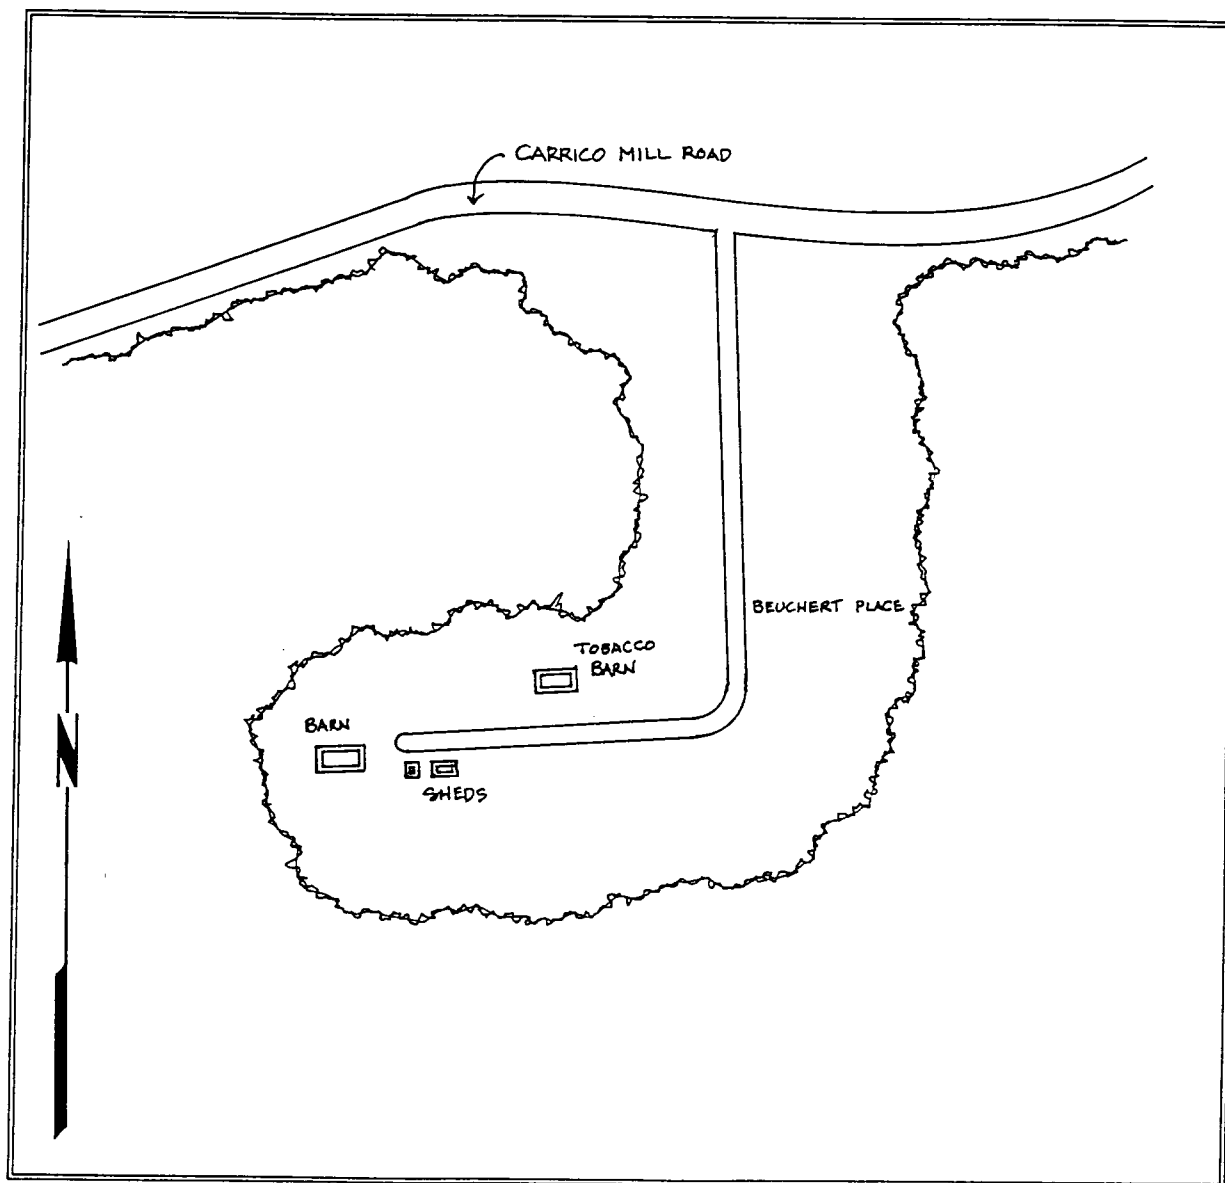 CARRICO MILL ROAD
BEUCHERT PLACE
TOBACCO
BARN
BARN
SHEDS
N